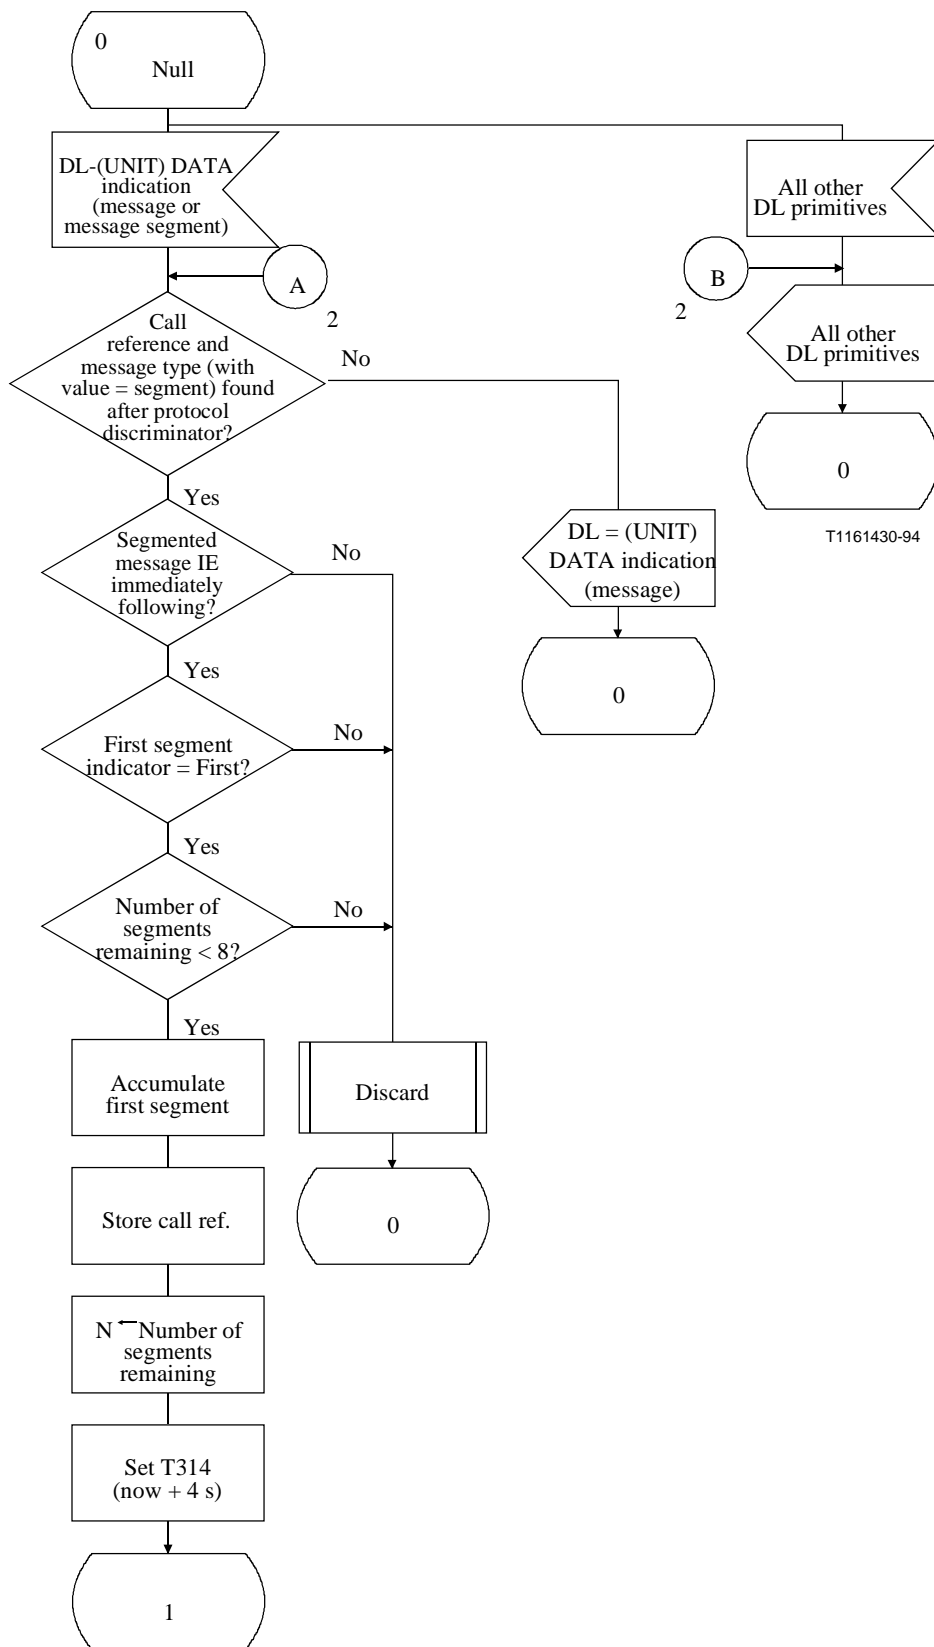 0
Null
DL-(UNIT) DATA
indication
(message or
message segment)
All other
DL primitives
A
2
B
2
All other
DL primitives
0
T1161430-94
Call
reference and
message type (with
value = segment) found
after protocol
discriminator?
No
Yes
DL = (UNIT)
DATA indication
(message)
0
Segmented
message IE
immediately
following?
No
Yes
First segment
indicator = First?
No
Yes
Number of
segments
remaining < 8?
No
Yes
Accumulate
first segment
Discard
0
Store call ref.
N ← Number of
segments
remaining
Set T314
(now + 4 s)
1